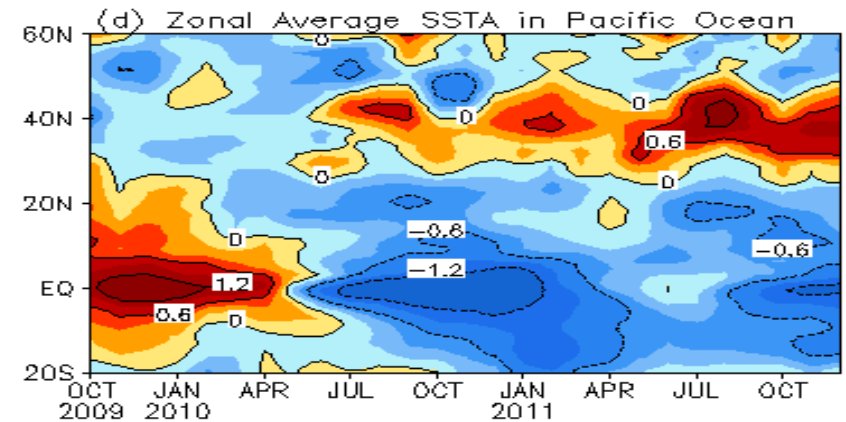 (d) Zonal Average SSTA in Pacific Ocean
60N
0
40N
0
0
0.6
0
0
20N
0
-0.6
-0.6
-1.2
EQ
1.2
0.6
0
20S
OCT JAN APR JUL OCT JAN APR JUL OCT
2009 2010 2011